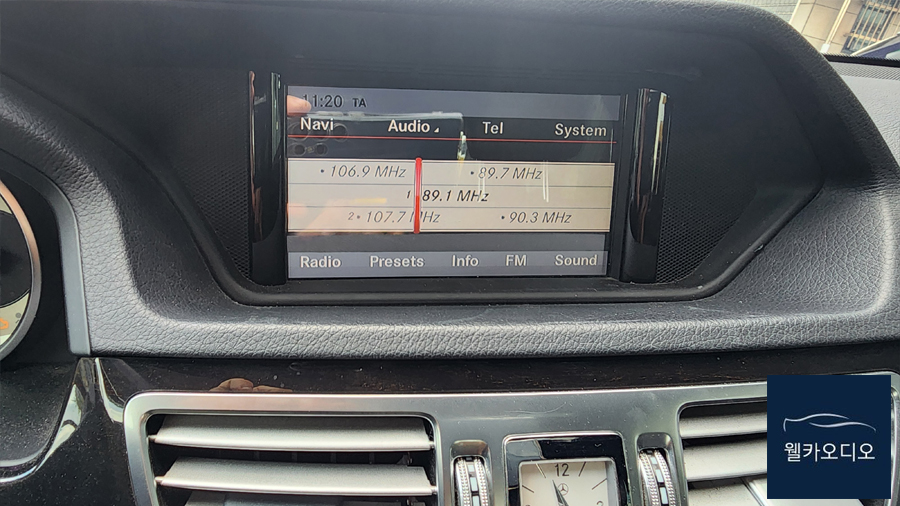 11:20 TA
Navi Audio Tel System
• 106.9 MHz • 89.7 MHz
1 • 89.1 MHz
2 • 107.7 MHz • 90.3 MHz
Radio Presets Info FM Sound
12
웰카오디오